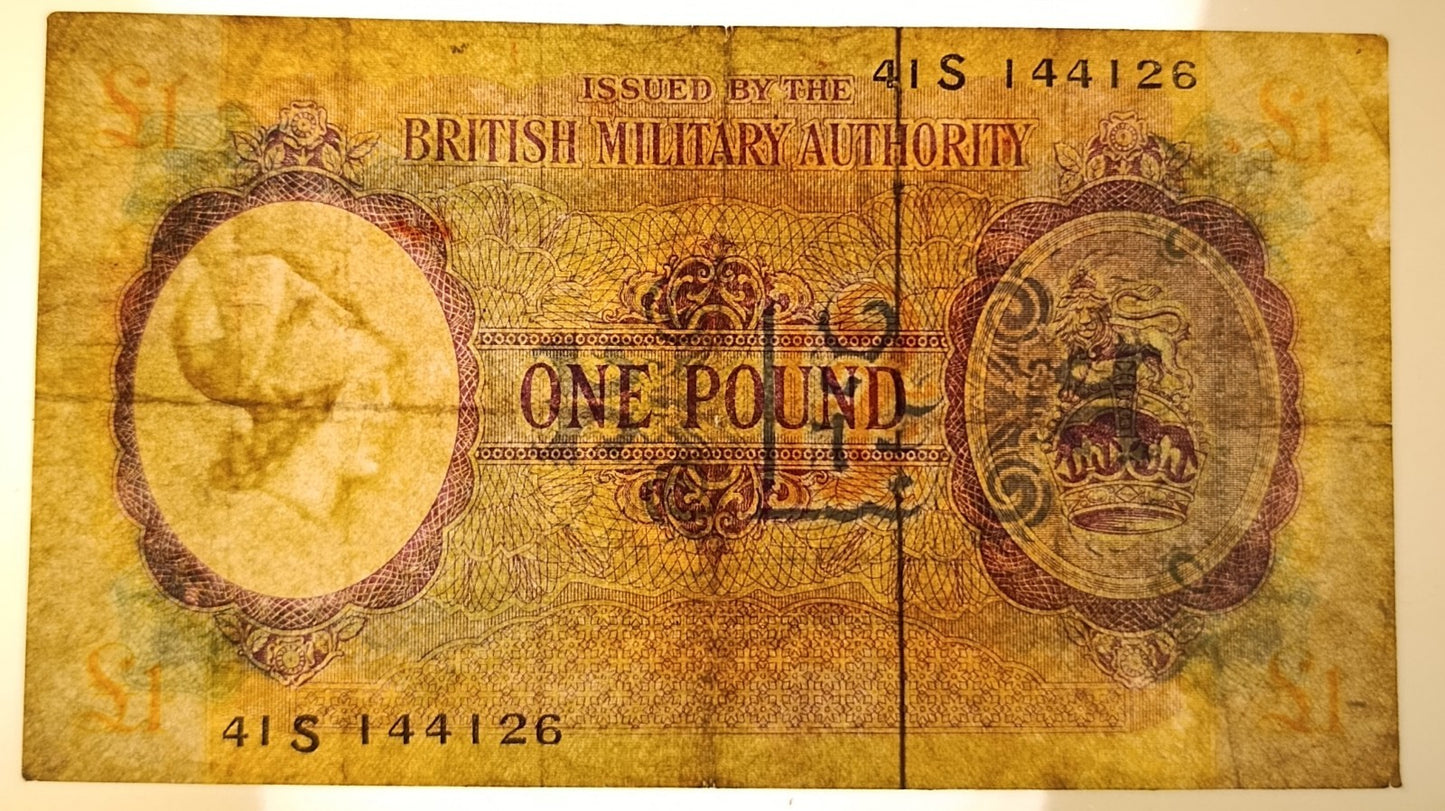 41S 144126
ISSUED BY THE
BRITISH MILITARY AUTHORITY
ONE POUND
41S 144126